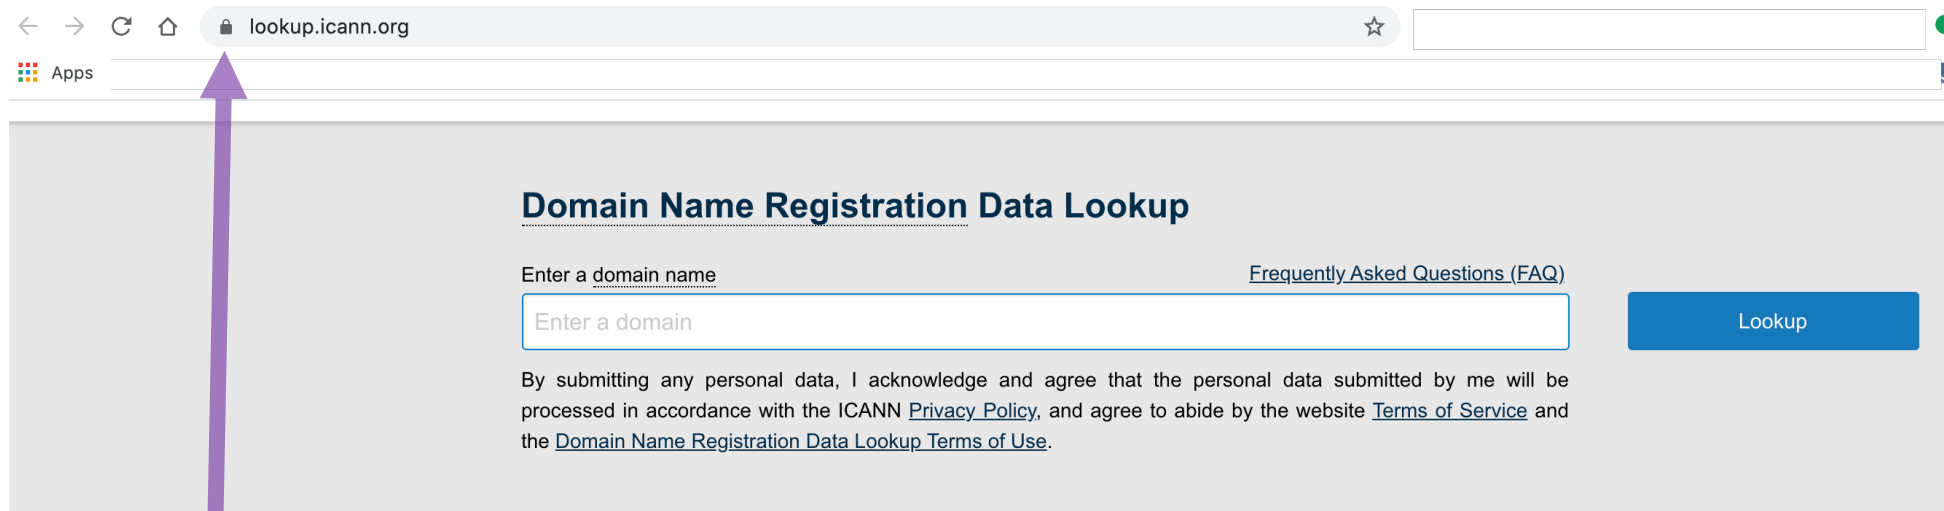 lookup.icann.org
Apps
Domain Name Registration Data Lookup
Enter a domain name
Frequently Asked Questions (FAQ)
Enter a domain
Lookup
By submitting any personal data, I acknowledge and agree that the personal data submitted by me will be
processed in accordance with the ICANN Privacy Policy, and agree to abide by the website Terms of Service and
the Domain Name Registration Data Lookup Terms of Use.